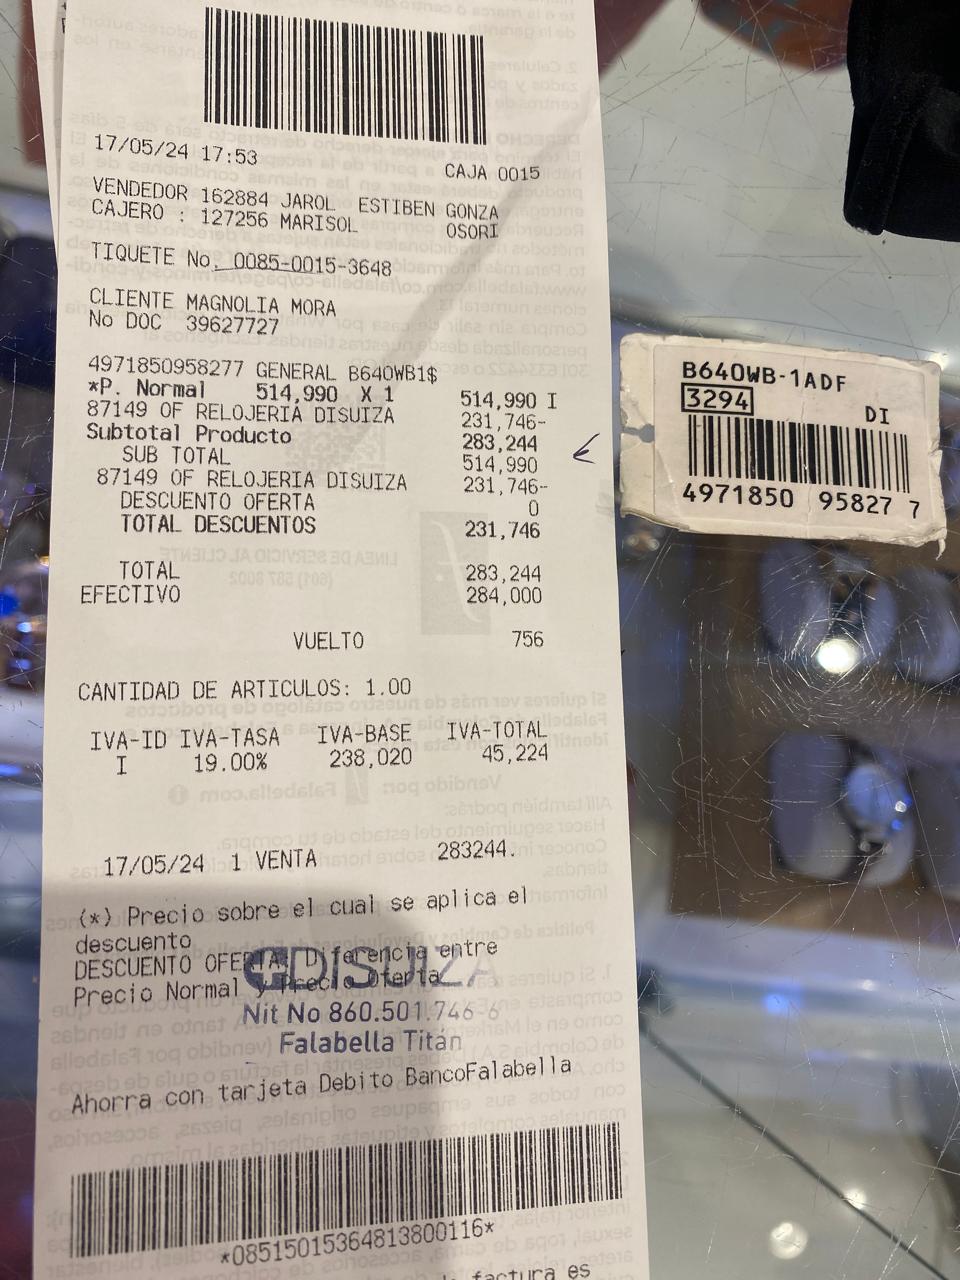 17/05/24 17:53
CAJA 0015
VENDEDOR 162884 JAROL ESTIBEN GONZA
CAJERO : 127256 MARISOL OSORI
TIQUETE No. 0085-0015-3648
CLIENTE MAGNOLIA MORA
No DOC 39627727
4971850958277 GENERAL B640WB1$
*P. Normal 514,990 X 1 514,990 I
87149 OF RELOJERIA DISUIZA 231,746-
Subtotal Producto 283,244
SUB TOTAL 514,990
87149 OF RELOJERIA DISUIZA 231,746-
DESCUENTO OFERTA 0
TOTAL DESCUENTOS 231,746
TOTAL 283,244
EFECTIVO 284,000
VUELTO 756
CANTIDAD DE ARTICULOS: 1.00
IVA-ID IVA-TASA IVA-BASE IVA-TOTAL
I 19.00% 238,020 45,224
17/05/24 1 VENTA 283244.
(*) Precio sobre el cual se aplica el
descuento
DESCUENTO OFERTA: Diferencia entre
Precio Normal y Precio Oferta
DISUIZA
Nit No 860.501.746-6
Falabella Titán
Ahorra con tarjeta Debito BancoFalabella
*08515015364813800116*
factura es
B640WB-1ADF
3294
DI
4971850 95827 7